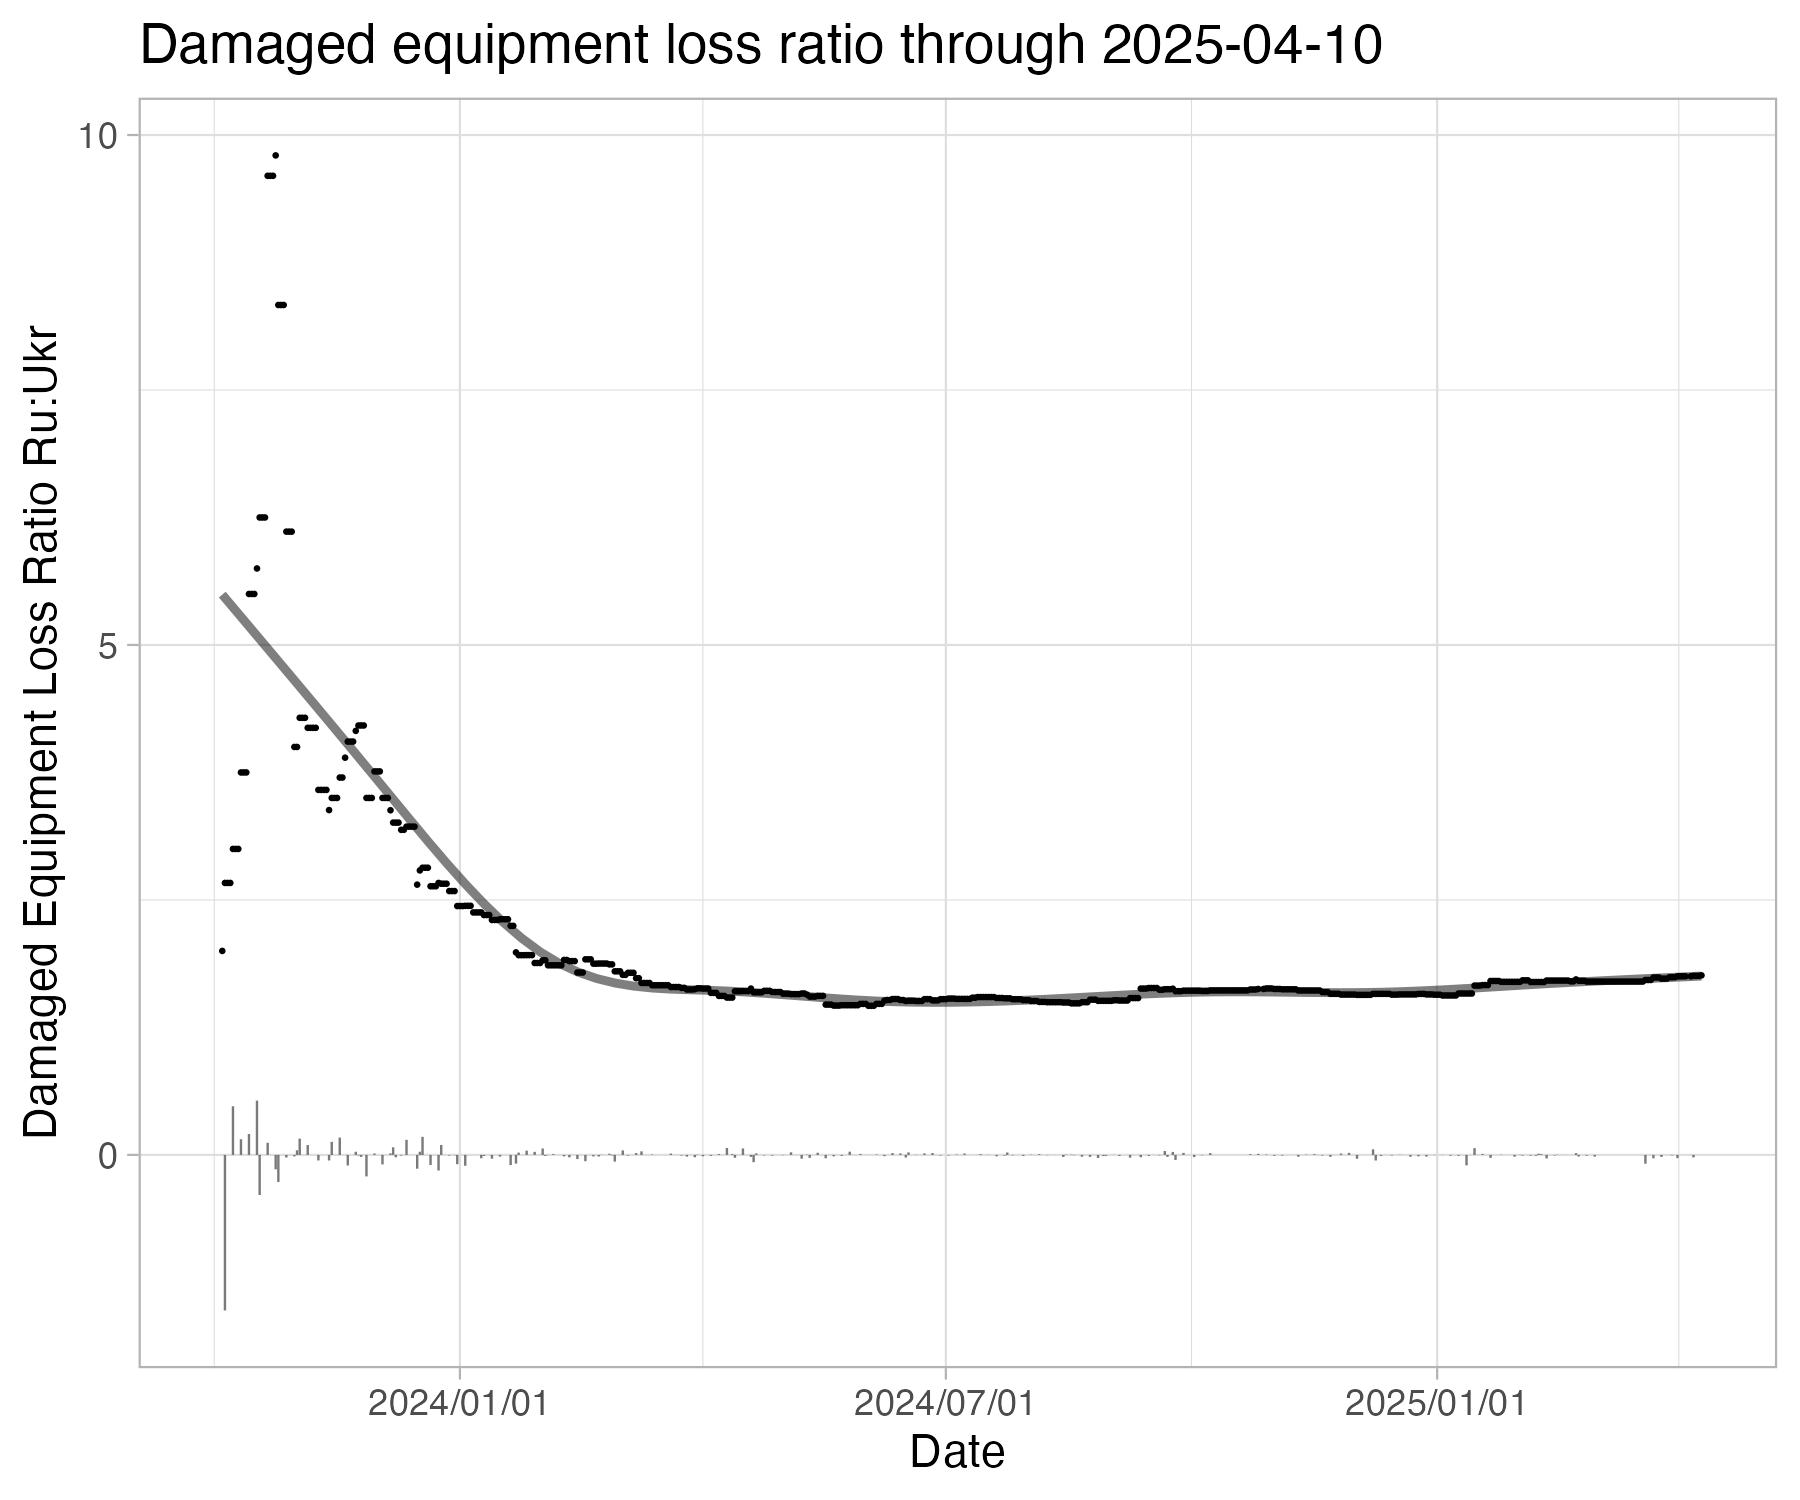 Damaged equipment loss ratio through 2025-04-10
Damaged Equipment Loss Ratio Ru:Ukr
10
5
0
2024/01/01
2024/07/01
2025/01/01
Date